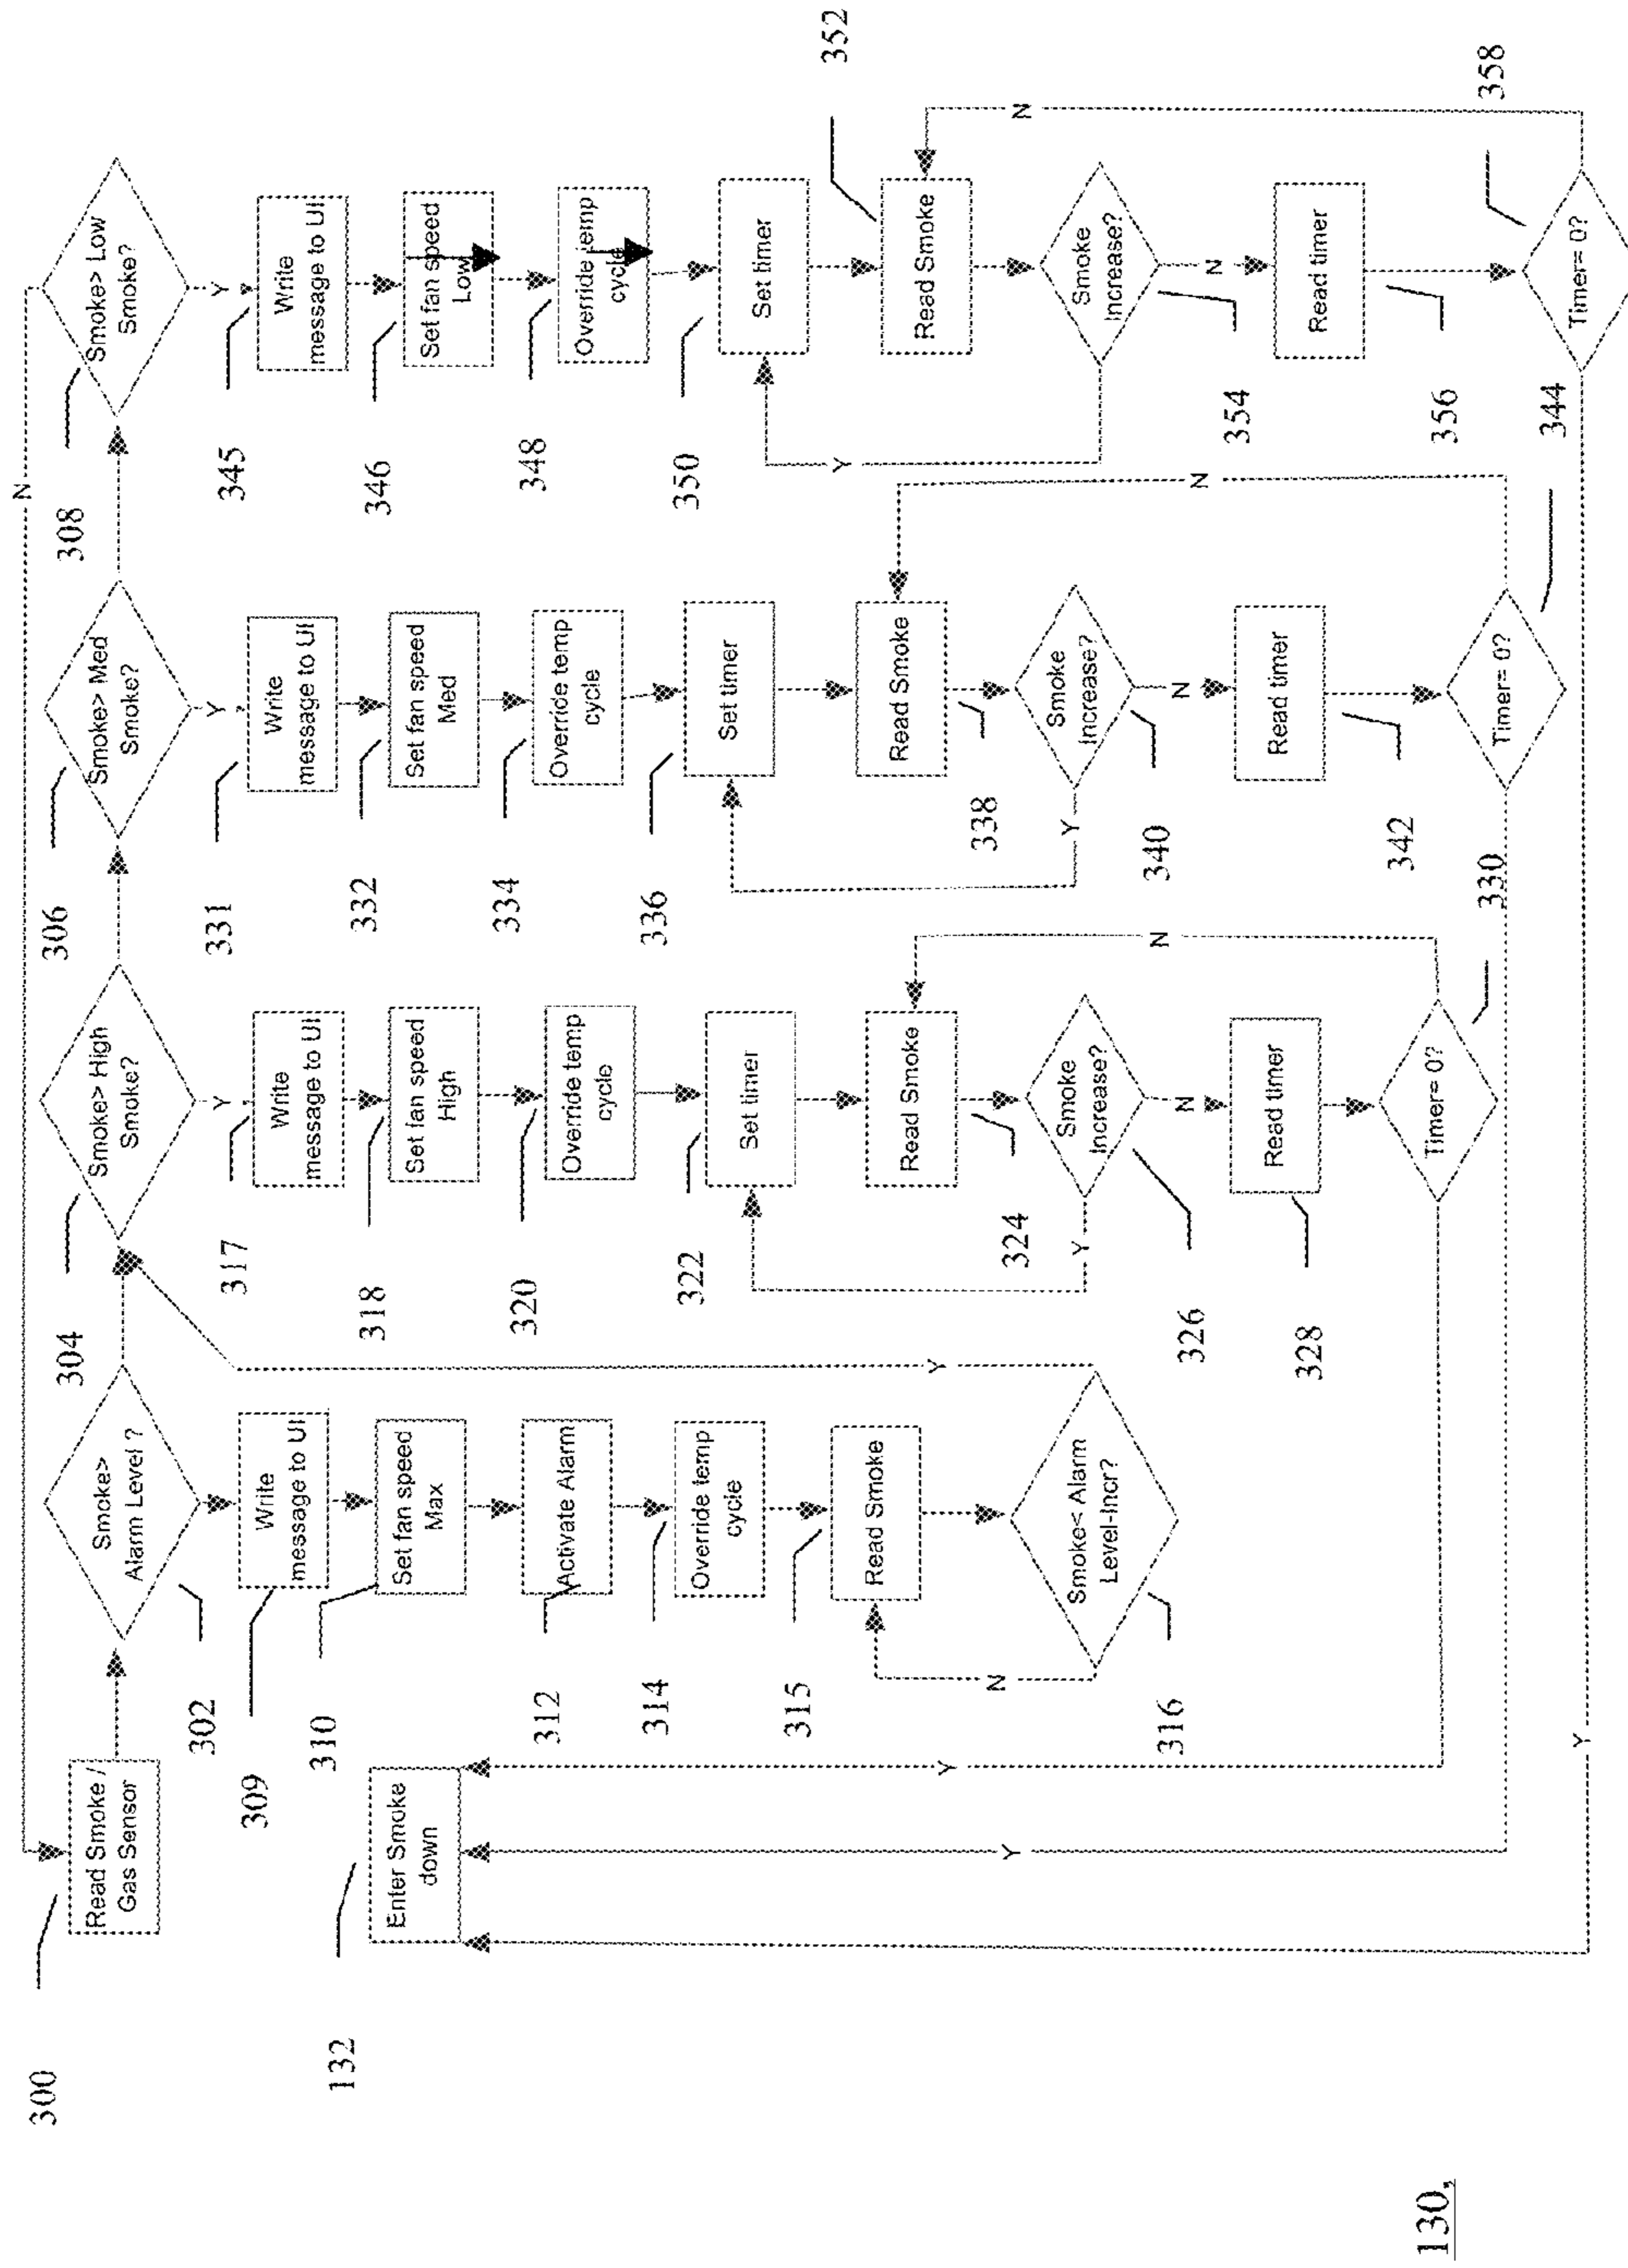 300
Read Smoke /
Gas Sensor
302
Smoke>
Alarm Level ?
304
Smoke> High
Smoke?
306
Smoke> Med
Smoke?
308
Smoke> Low
Smoke?
N
309
Write
message to UI
310
Set fan speed
Max
312
Activate Alarm
314
Override temp
cycle
315
Read Smoke
316
Smoke< Alarm
Level-Incr?
N
Y
Y
317
Write
message to UI
318
Set fan speed
High
320
Override temp
cycle
322
Set timer
324
Read Smoke
326
Smoke
Increase?
Y
N
328
Read timer
330
Timer= 0?
N
Y
Y
331
Write
message to UI
332
Set fan speed
Med
334
Override temp
cycle
336
Set timer
338
Read Smoke
340
Smoke
Increase?
Y
N
342
Read timer
344
Timer= 0?
N
Y
Y
345
Write
message to UI
346
Set fan speed
Low
348
Override temp
cycle
350
Set timer
352
Read Smoke
354
Smoke
Increase?
Y
N
356
Read timer
358
Timer= 0?
N
Y
132
Enter Smoke
down
130,